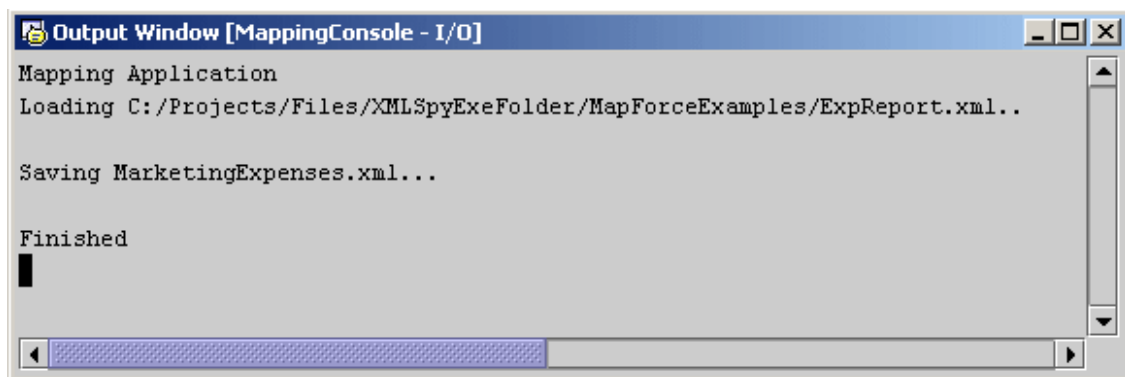 Output Window [MappingConsole - I/O]
Mapping Application
Loading C:/Projects/Files/XMLSpyExeFolder/MapForceExamples/ExpReport.xml..
Saving MarketingExpenses.xml...
Finished